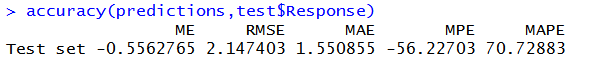 > accuracy(predictions,test$Response)
ME RMSE MAE MPE MAPE
Test set -0.5562765 2.147403 1.550855 -56.22703 70.72883